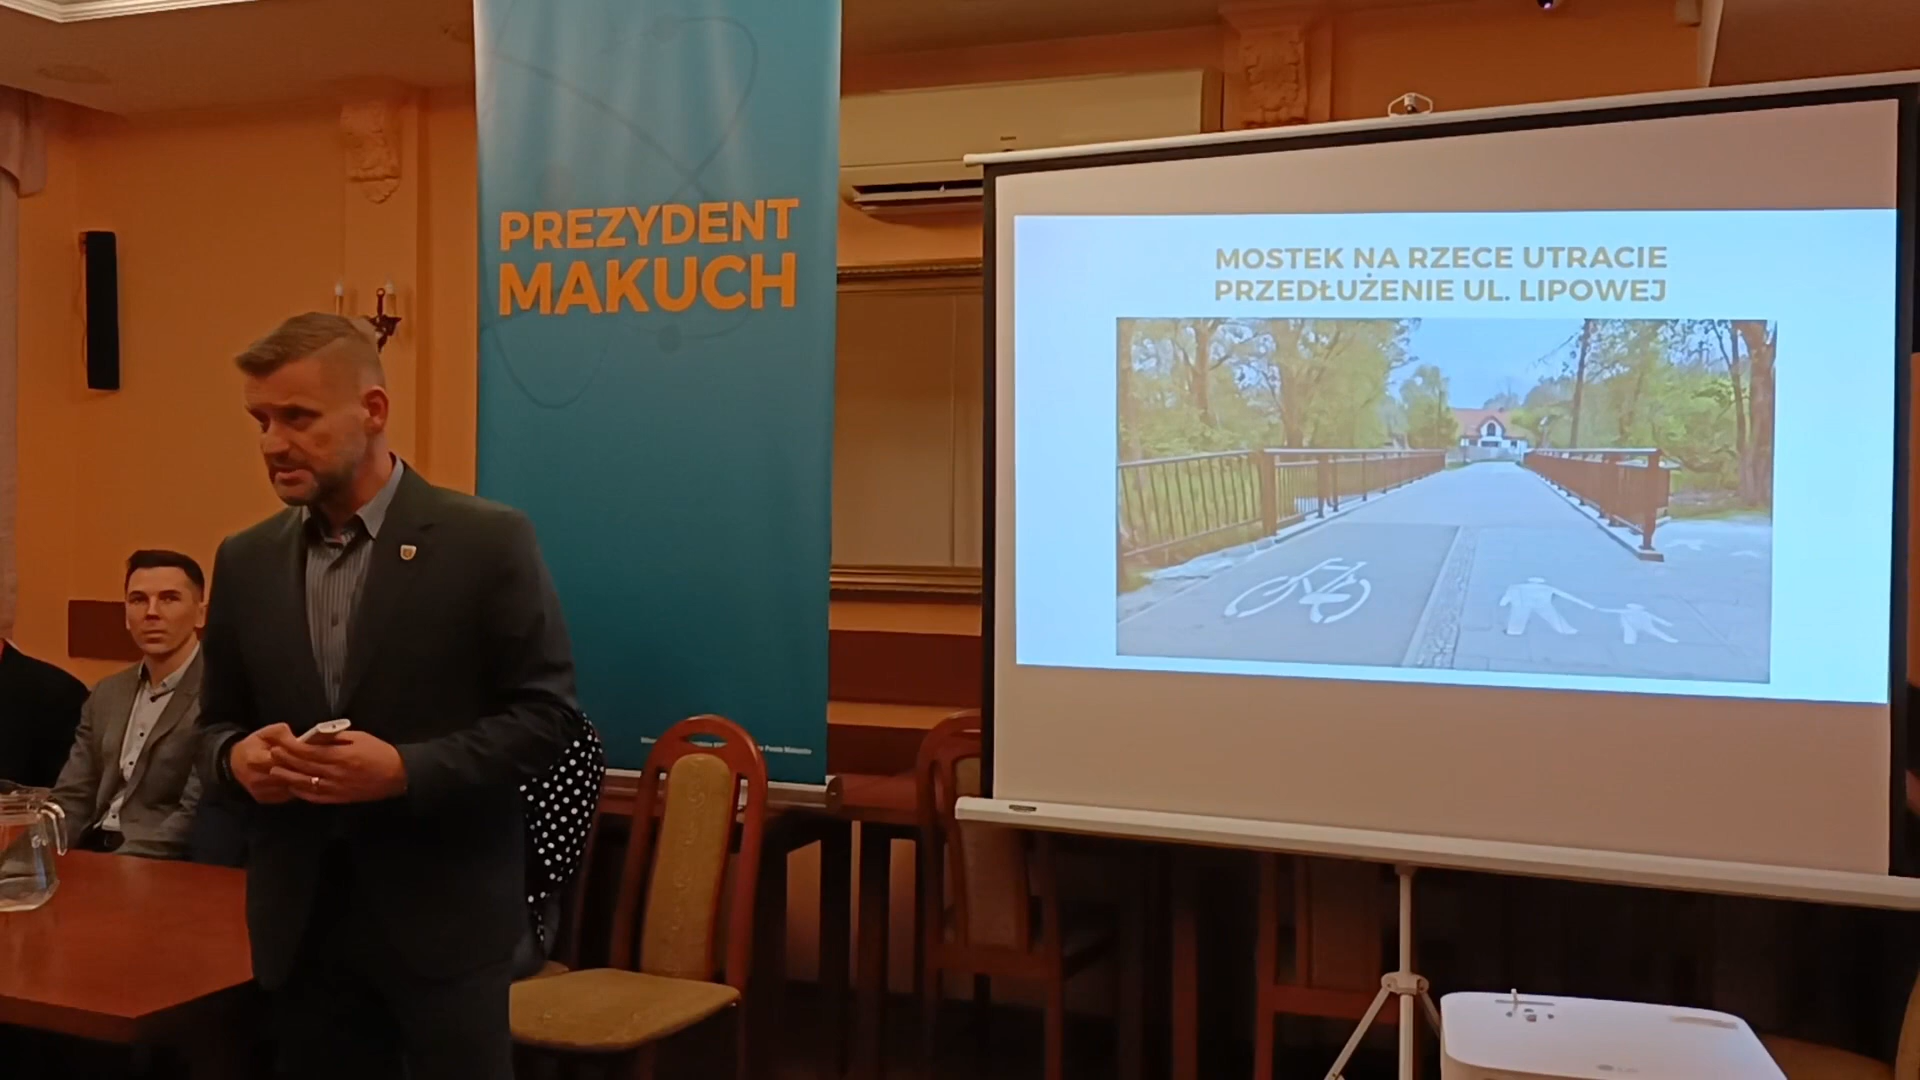 PREZYDENT
MAKUCH
MOSTEK NA RZECE UTRACIE
PRZEDŁUŻENIE UL. LIPOWEJ